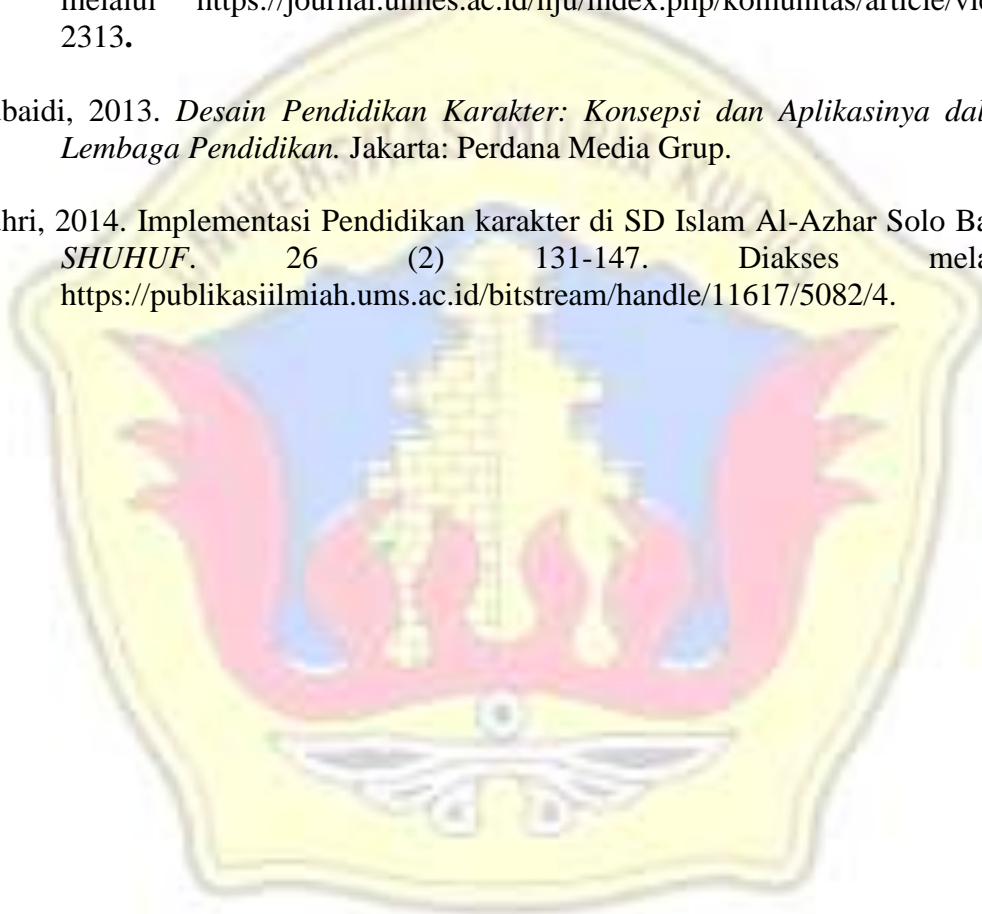 melalui https://journal.unnes.ac.id/nju/index.php/komunitas/article/vie
2313.
baidi, 2013. Desain Pendidikan Karakter: Konsepsi dan Aplikasinya dal
Lembaga Pendidikan. Jakarta: Perdana Media Grup.
hri, 2014. Implementasi Pendidikan karakter di SD Islam Al-Azhar Solo Ba
SHUHUF. 26 (2) 131-147. Diakses mela
https://publikasiilmiah.ums.ac.id/bitstream/handle/11617/5082/4.